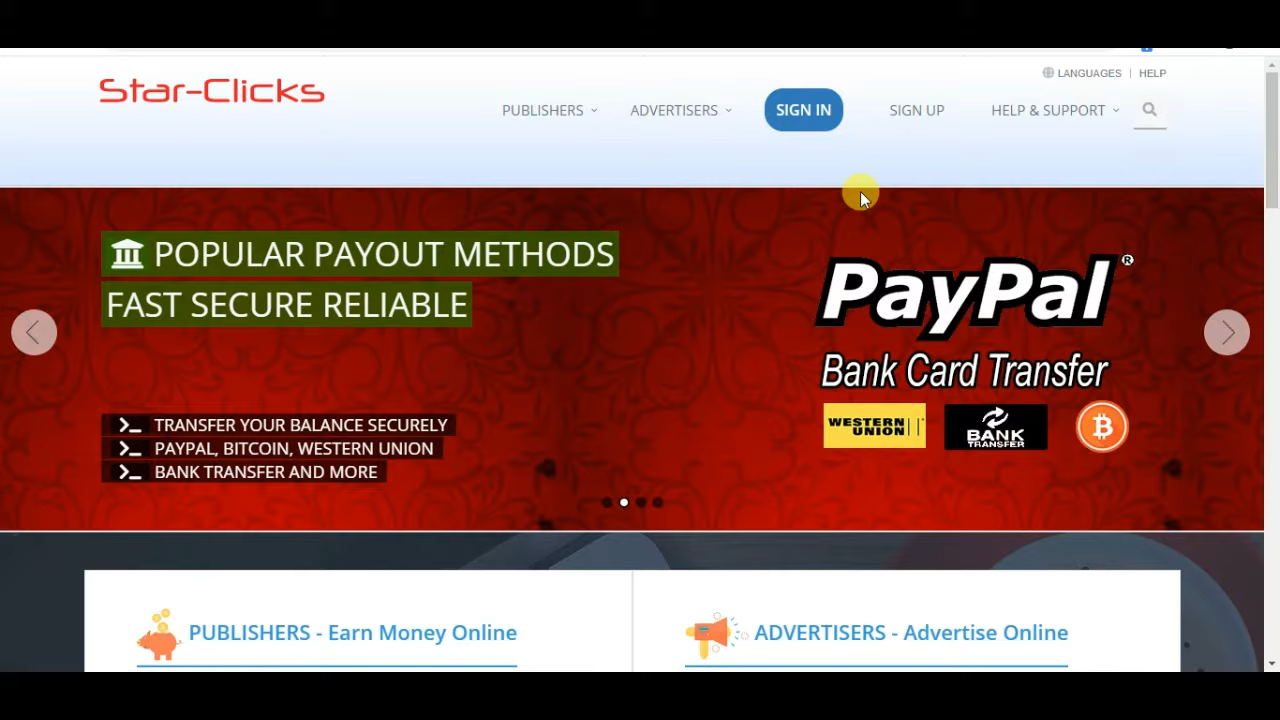 LANGUAGES | HELP
Star-Clicks
PUBLISHERS ADVERTISERS SIGN IN SIGN UP HELP & SUPPORT
POPULAR PAYOUT METHODS
FAST SECURE RELIABLE
PayPal®
Bank Card Transfer
WESTERN UNION
BANK TRANSFER
>_ TRANSFER YOUR BALANCE SECURELY
>_ PAYPAL, BITCOIN, WESTERN UNION
>_ BANK TRANSFER AND MORE
PUBLISHERS - Earn Money Online
ADVERTISERS - Advertise Online